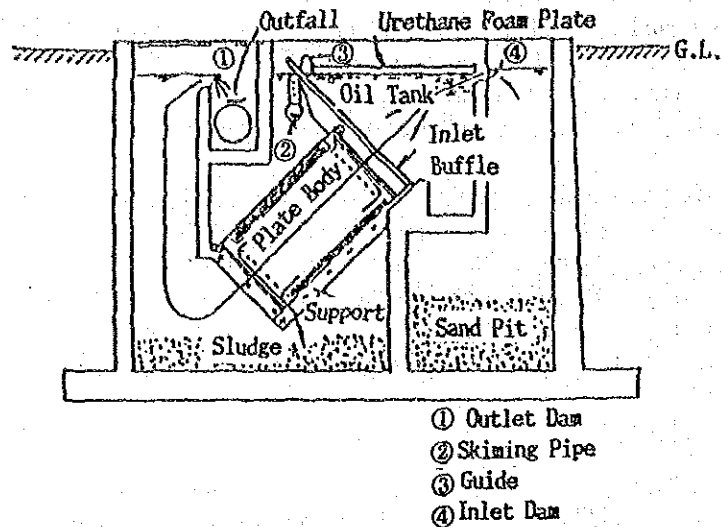 Outfall
Urethane Foam Plate
①
③
④
G.L.
Oil Tank
②
Inlet
Buffle
Plate Body
Support
Sludge
Sand Pit
① Outlet Dam
② Skiming Pipe
③ Guide
④ Inlet Dam